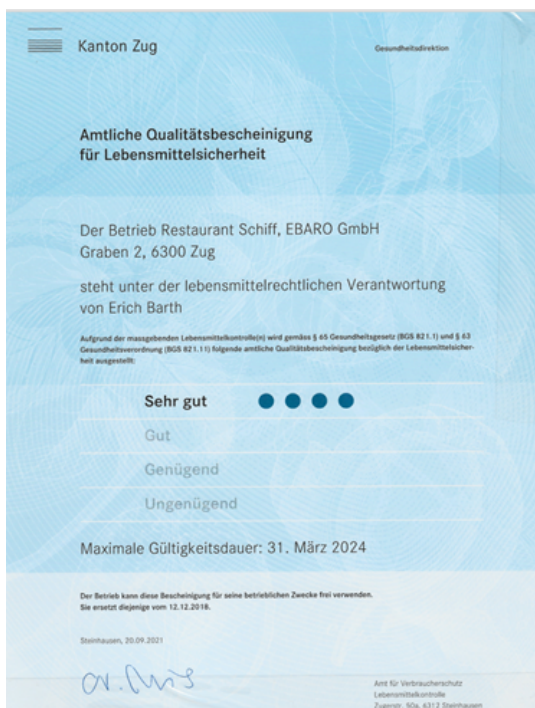 Kanton Zug
Gesundheitsdirektion
Amtliche Qualitätsbescheinigung
für Lebensmittelsicherheit
Der Betrieb Restaurant Schiff, EBARO GmbH
Graben 2, 6300 Zug
steht unter der lebensmittelrechtlichen Verantwortung
von Erich Barth
Aufgrund der massgebenden Lebensmittelkontrolle(n) wird gemäss § 65 Gesundheitsgesetz (BGS 821.1) und § 63
Gesundheitsverordnung (BGS 821.11) folgende amtliche Qualitätsbescheinigung bezüglich der Lebensmittelsicher-
heit ausgestellt:
Sehr gut
Gut
Genügend
Ungenügend
Maximale Gültigkeitsdauer: 31. März 2024
Der Betrieb kann diese Bescheinigung für seine betrieblichen Zwecke frei verwenden.
Sie ersetzt diejenige vom 12.12.2018.
Steinhausen, 20.09.2021
Amt für Verbraucherschutz
Lebensmittelkontrolle
Zugerstr. 50a, 6312 Steinhausen